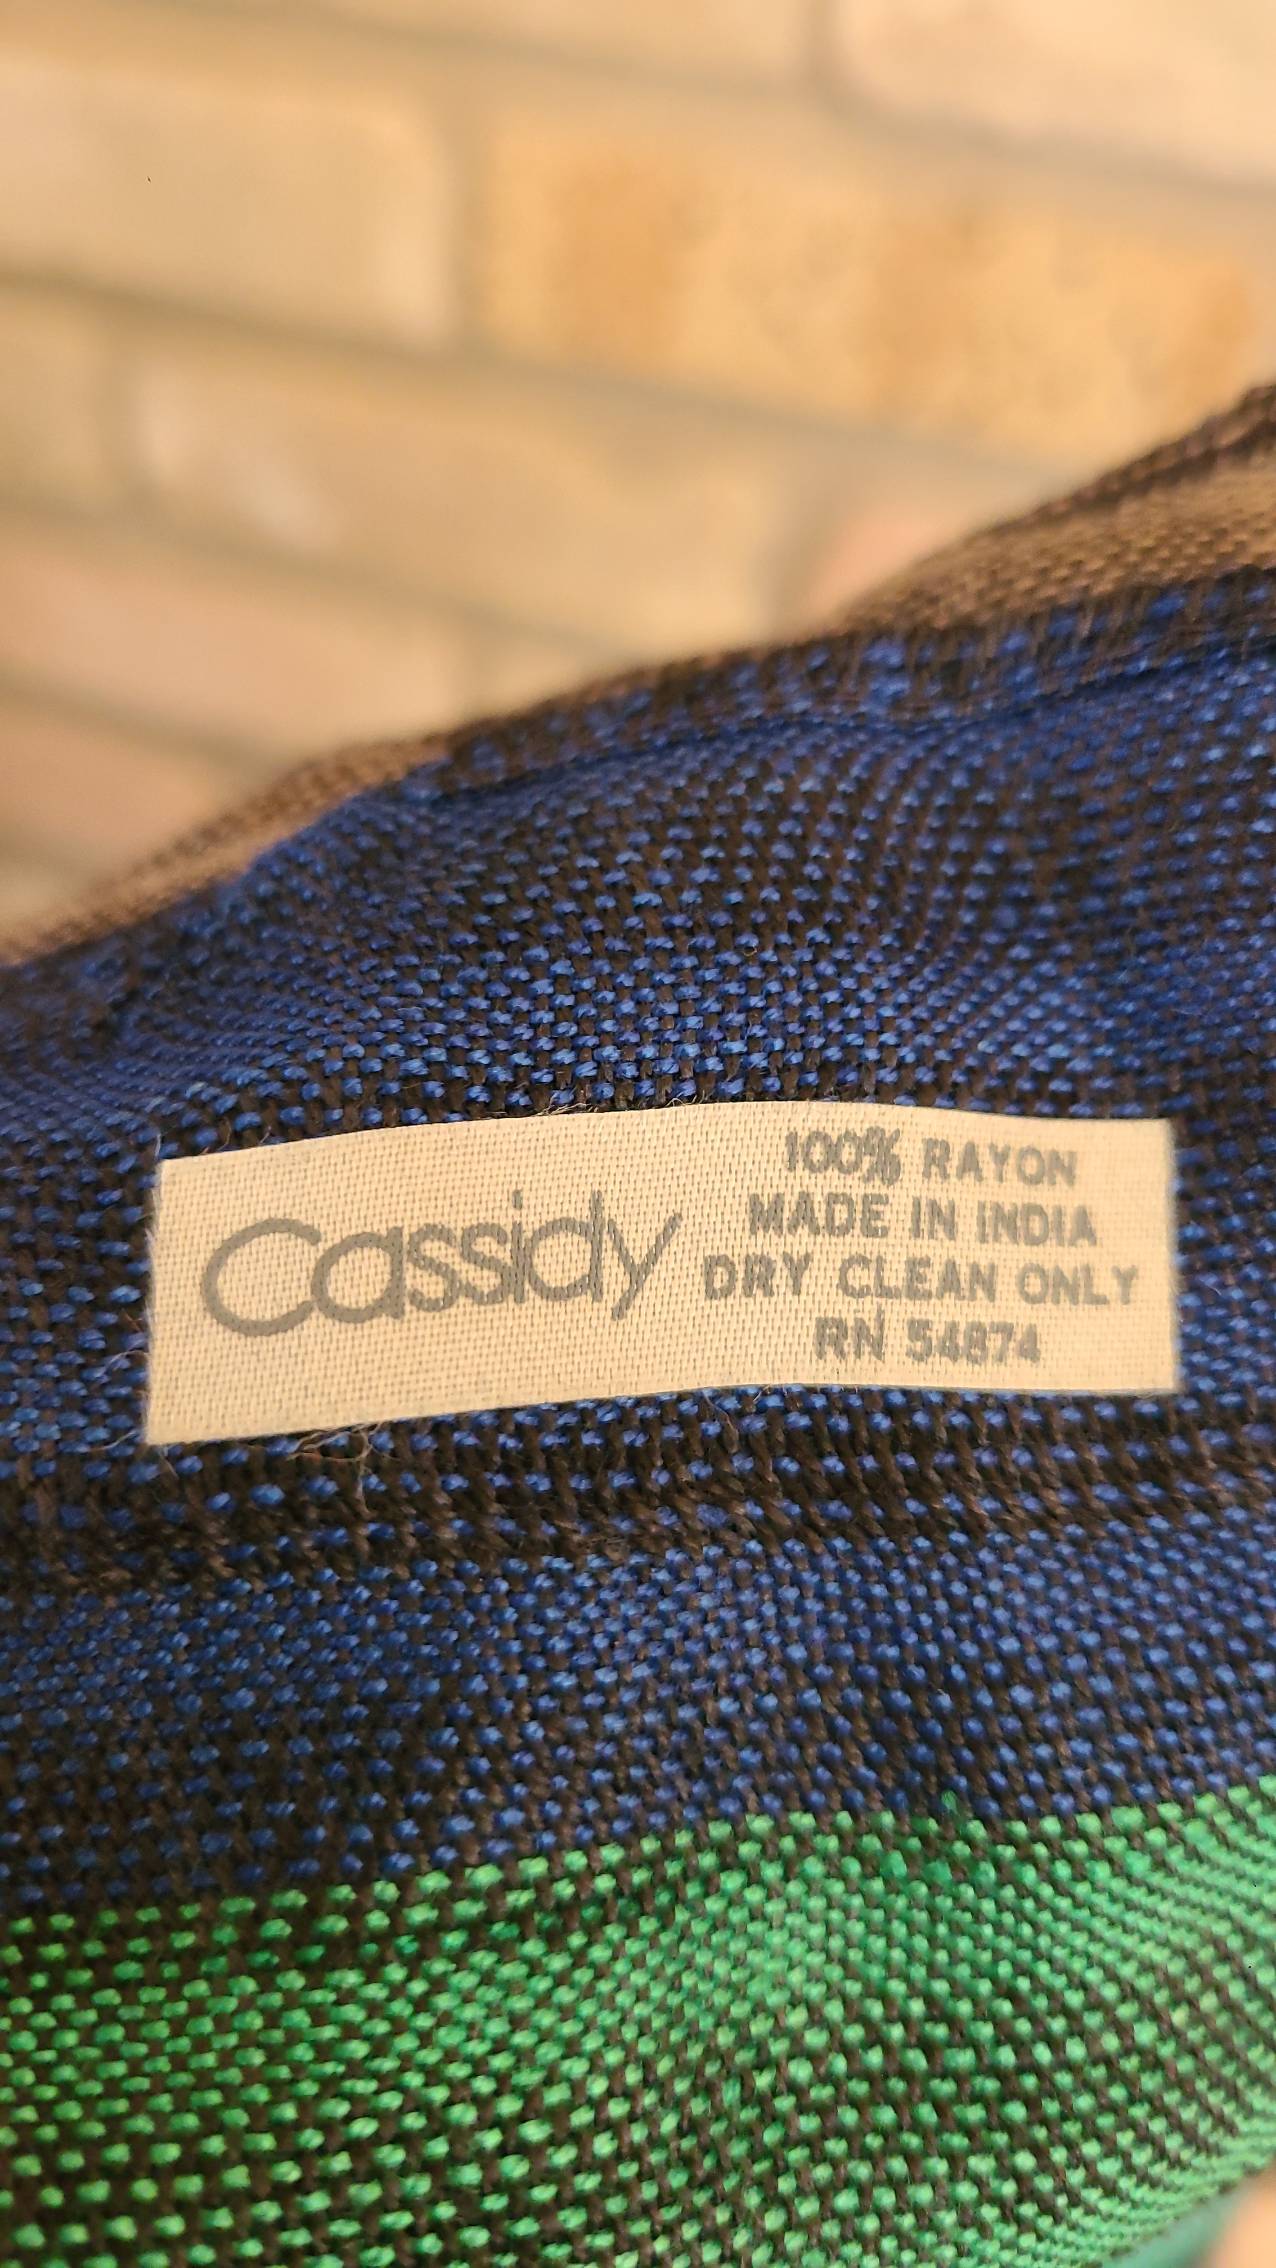 Cassidy
100% RAYON
MADE IN INDIA
DRY CLEAN ONLY
RN 54874